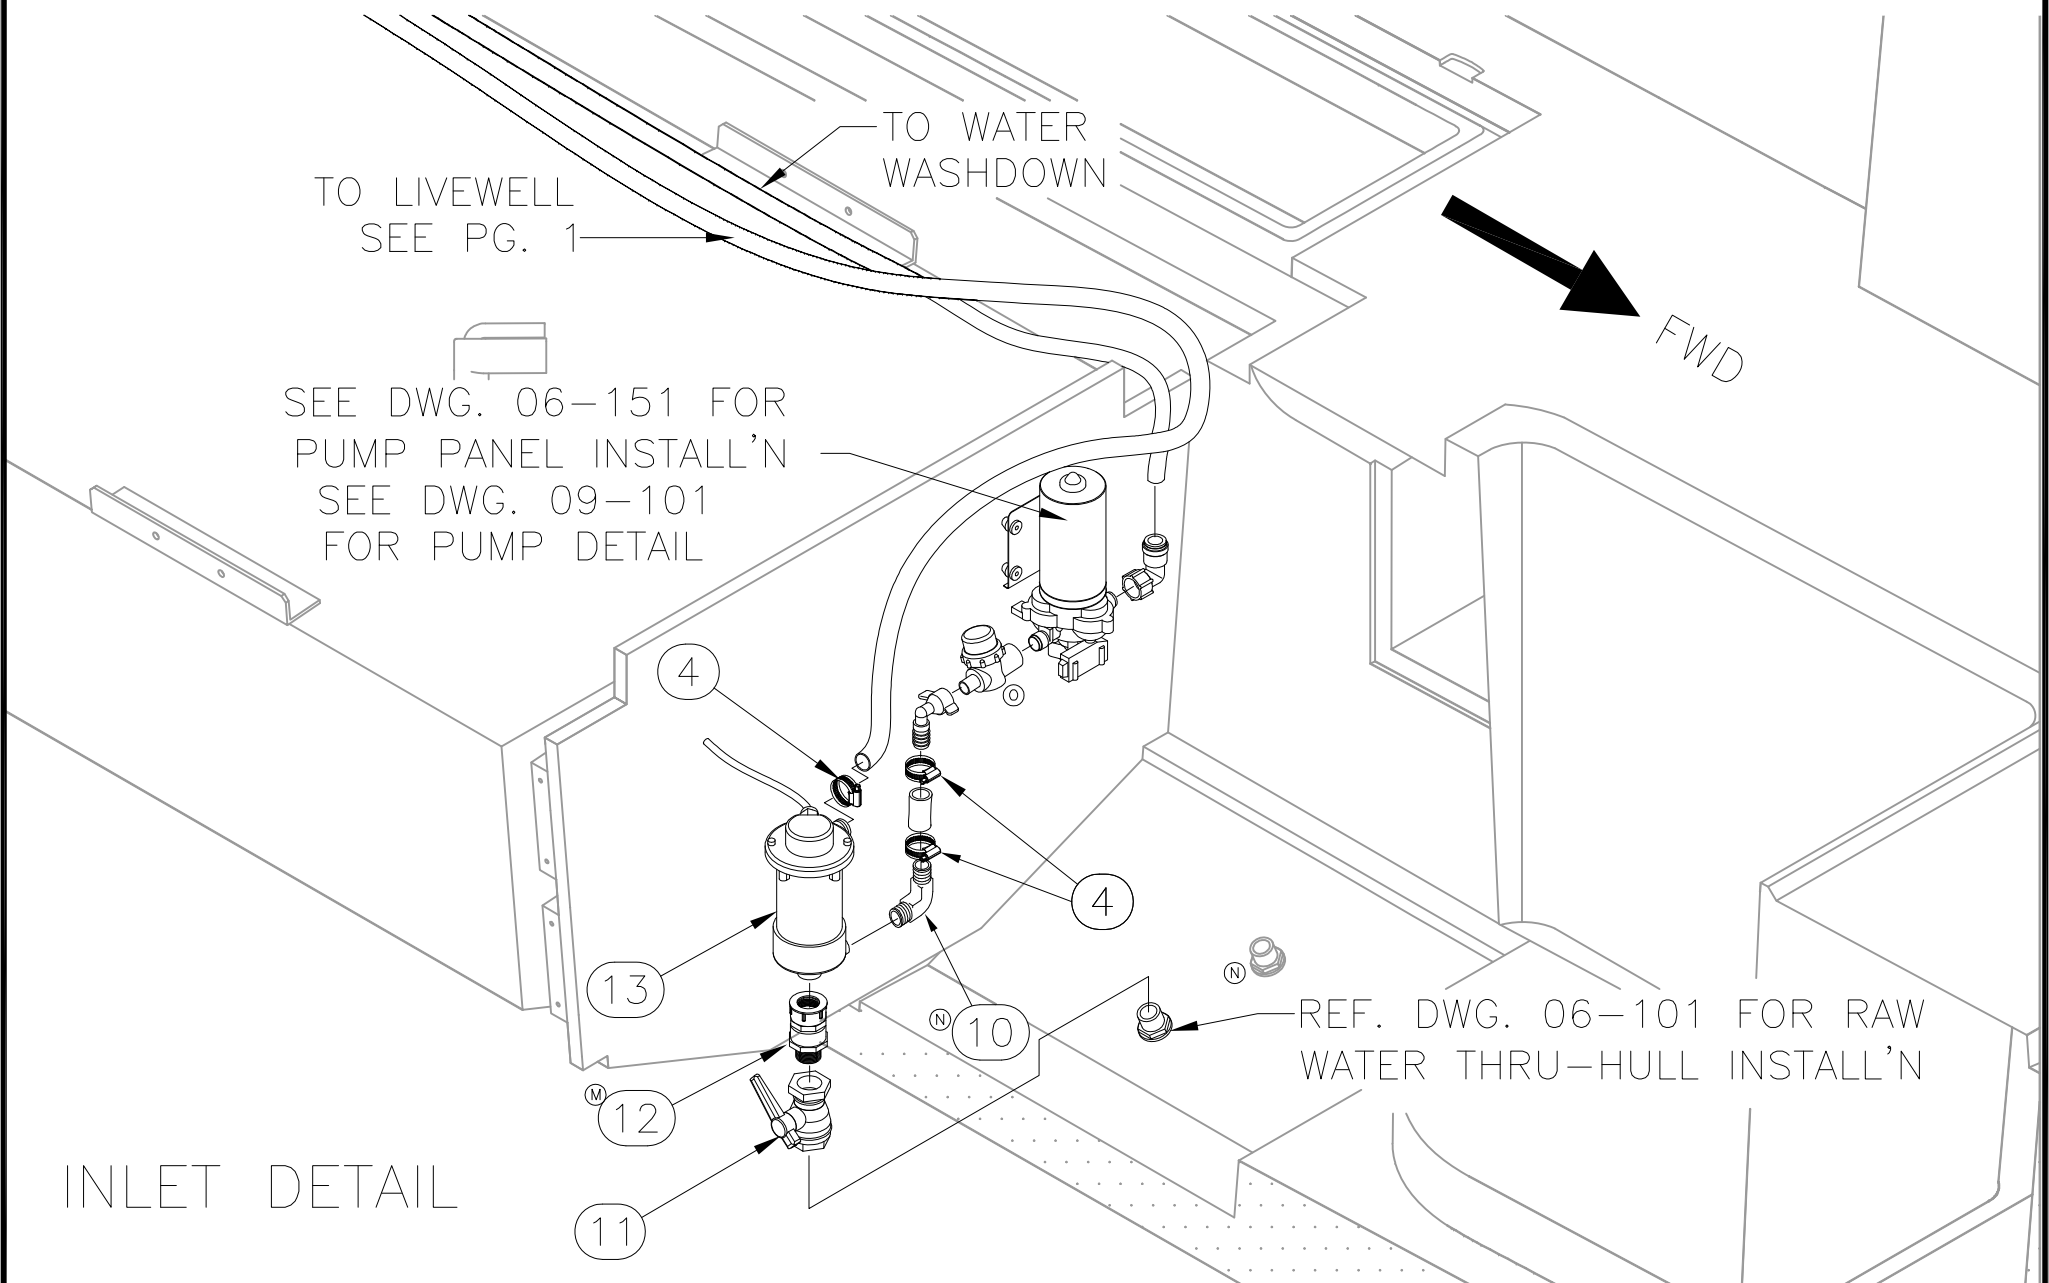 TO WATER
WASHDOWN
TO LIVEWELL
SEE PG. 1
FWD
SEE DWG. 06-151 FOR
PUMP PANEL INSTALL'N
SEE DWG. 09-101
FOR PUMP DETAIL
4
O
4
13
N
10
N
REF. DWG. 06-101 FOR RAW
WATER THRU-HULL INSTALL'N
M
12
11
INLET DETAIL